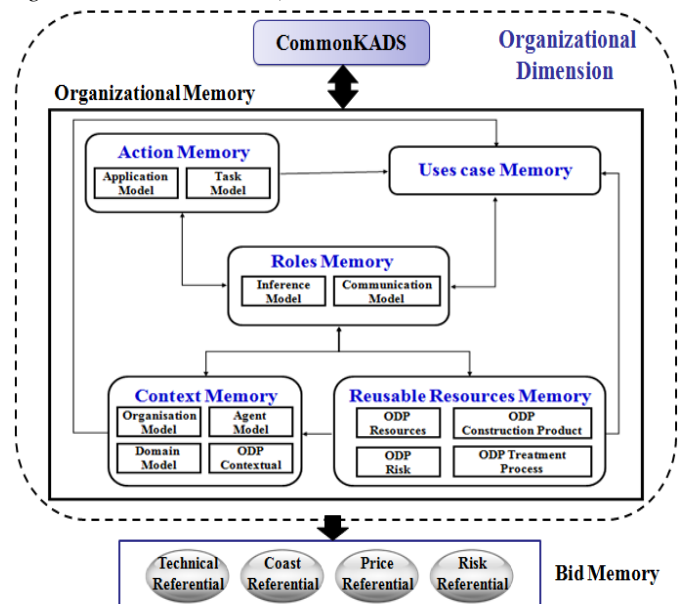 CommonKADS
Organizational
Dimension
Organizational Memory
Action Memory
Application
Model
Task
Model
Uses case Memory
Roles Memory
Inference
Model
Communication
Model
Context Memory
Organisation
Model
Agent
Model
Domain
Model
ODP
Contextual
Reusable Resources Memory
ODP
Resources
ODP
Construction Product
ODP
Risk
ODP Treatment
Process
Technical
Referential
Coast
Referential
Price
Referential
Risk
Referential
Bid Memory